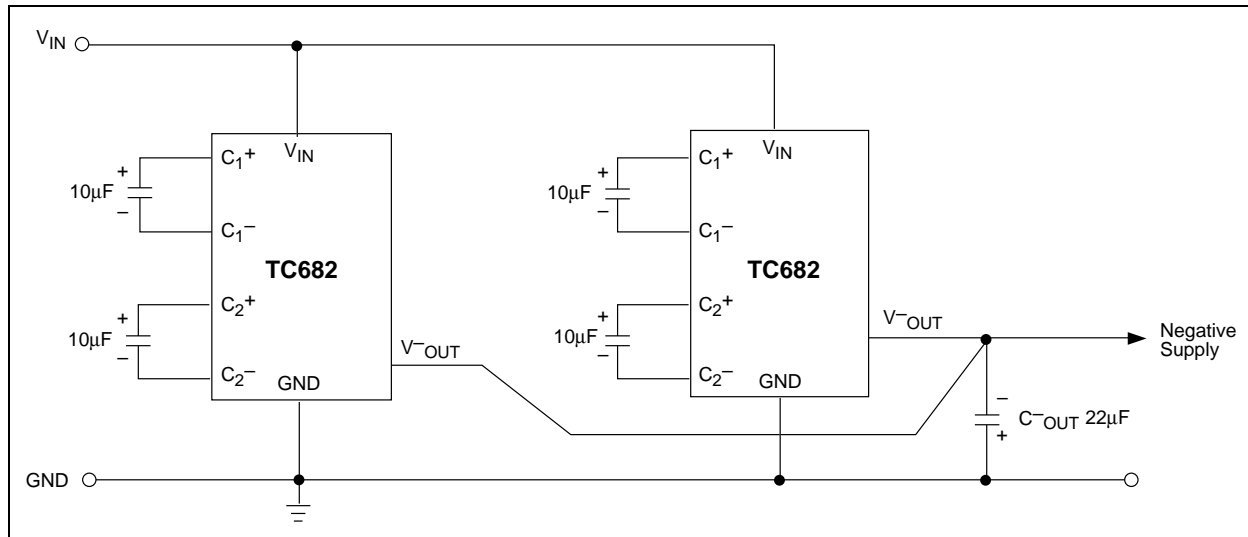 VIN
VIN
C1+
+
10µF
–
C1–
TC682
C2+
+
10µF
–
C2–
GND
V–OUT
VIN
C1+
+
10µF
–
C1–
TC682
C2+
+
10µF
–
C2–
GND
V–OUT
Negative
Supply
–
C–OUT 22µF
+
GND